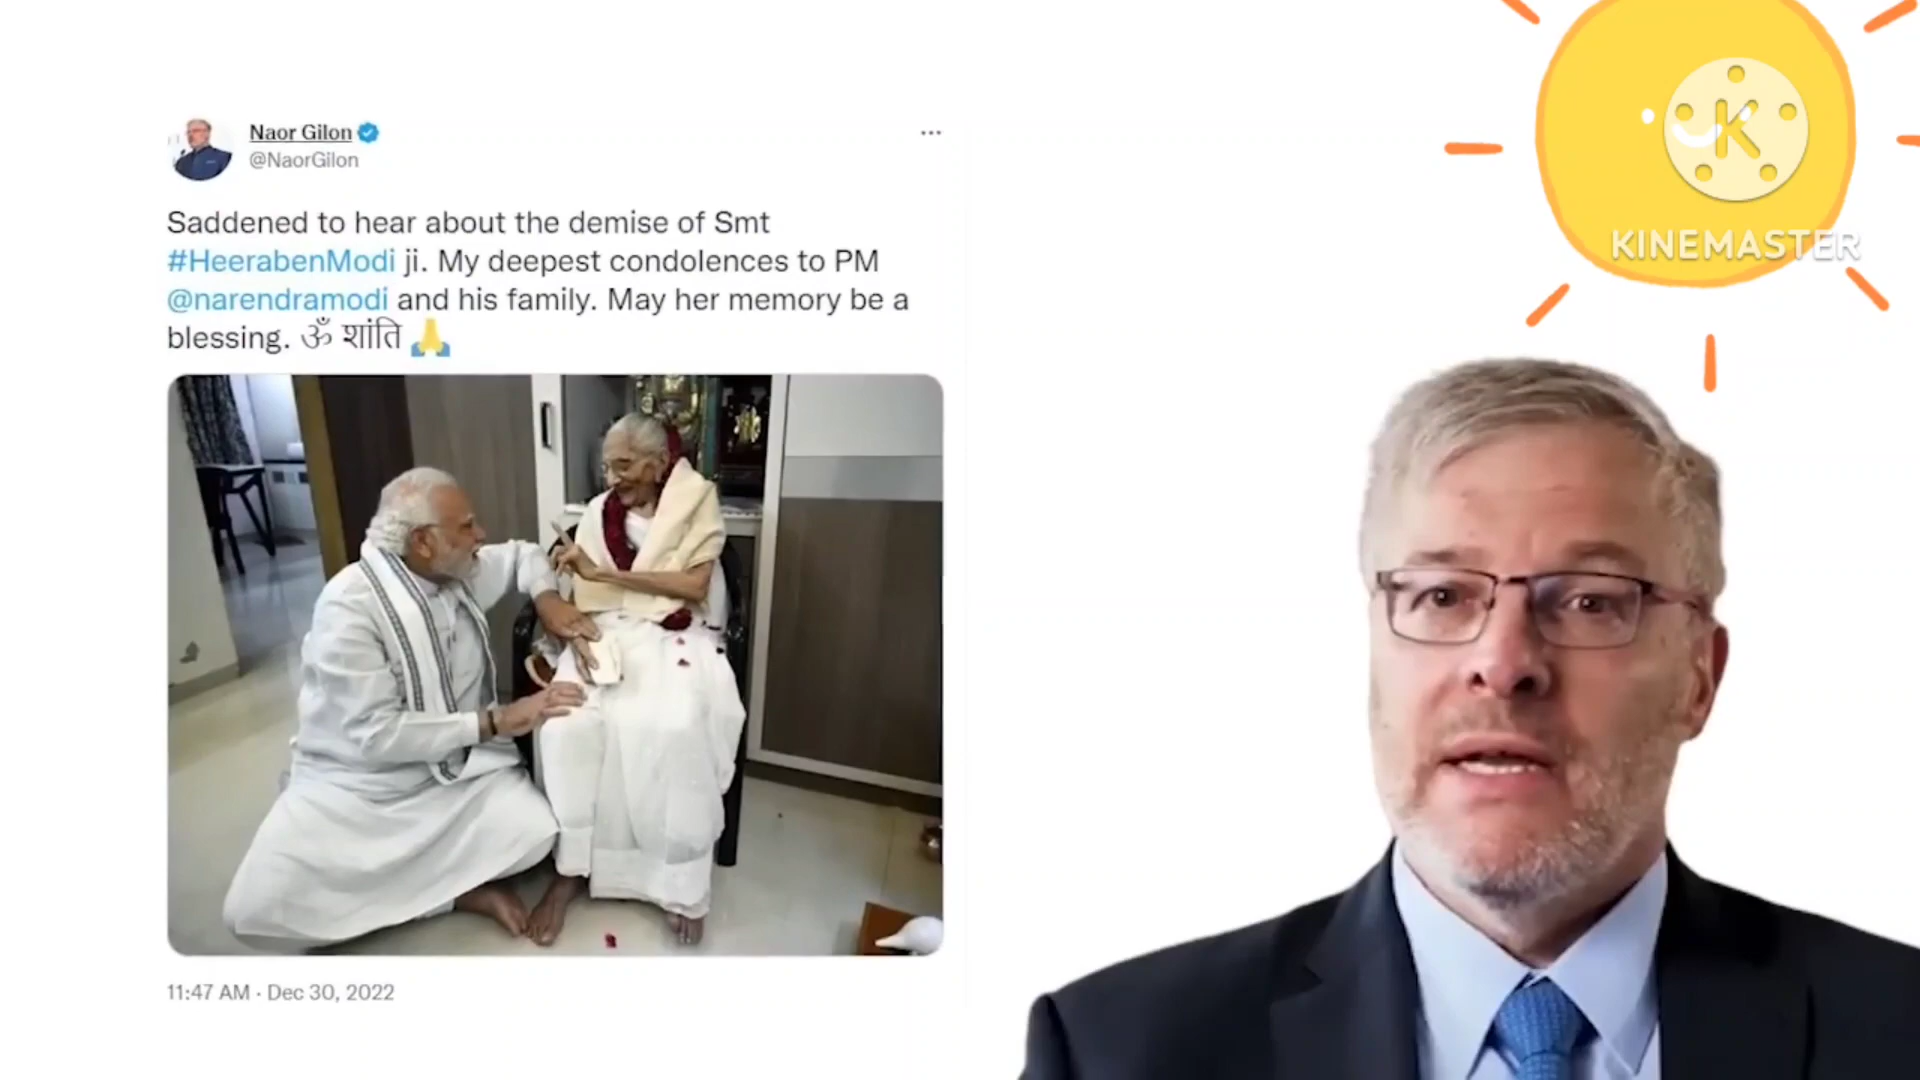 Naor Gilon
@NaorGilon
Saddened to hear about the demise of Smt
#HeerabenModi ji. My deepest condolences to PM
@narendramodi and his family. May her memory be a
blessing. ॐ शांति 🙏
11:47 AM · Dec 30, 2022
K
KINEMASTER